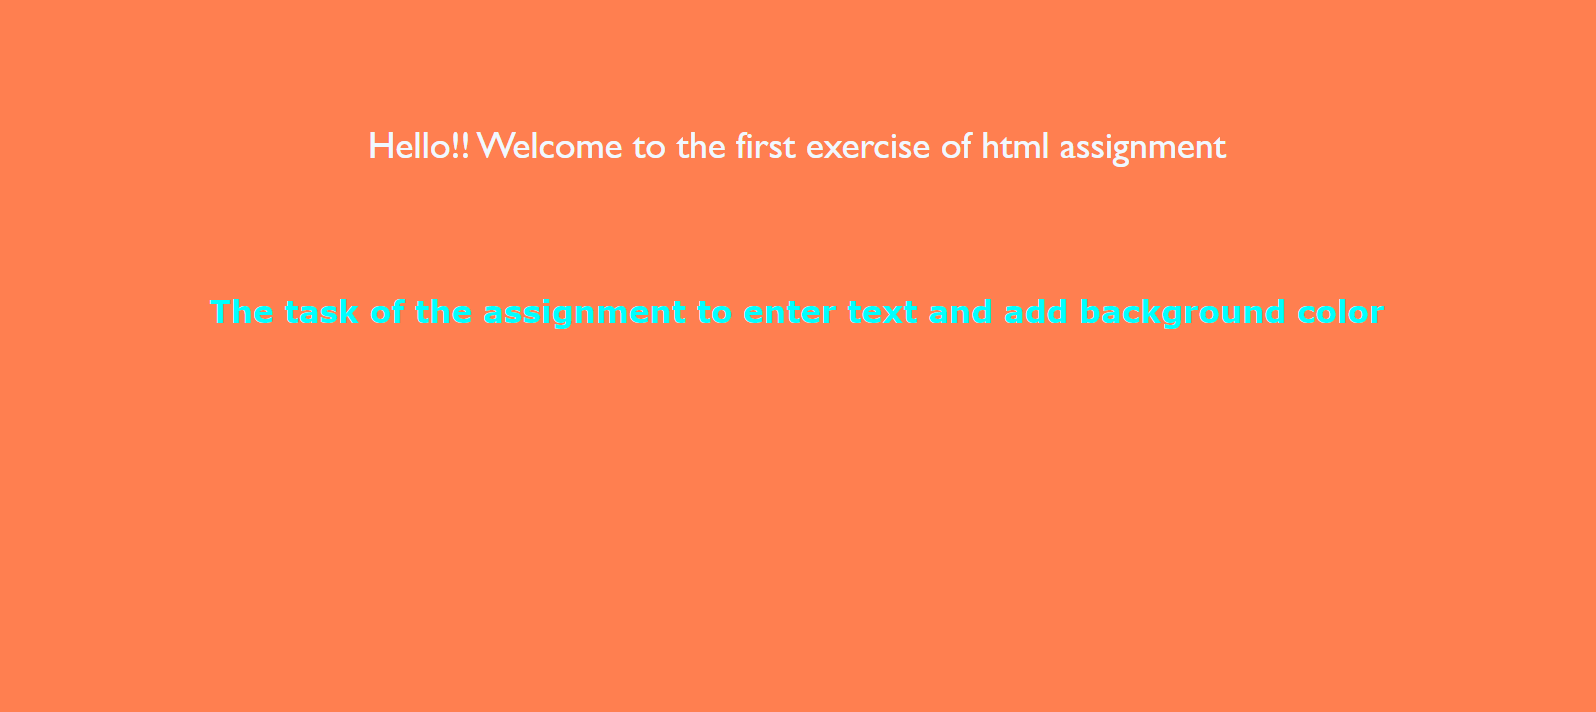 Hello!! Welcome to the first exercise of html assignment
The task of the assignment to enter text and add background color